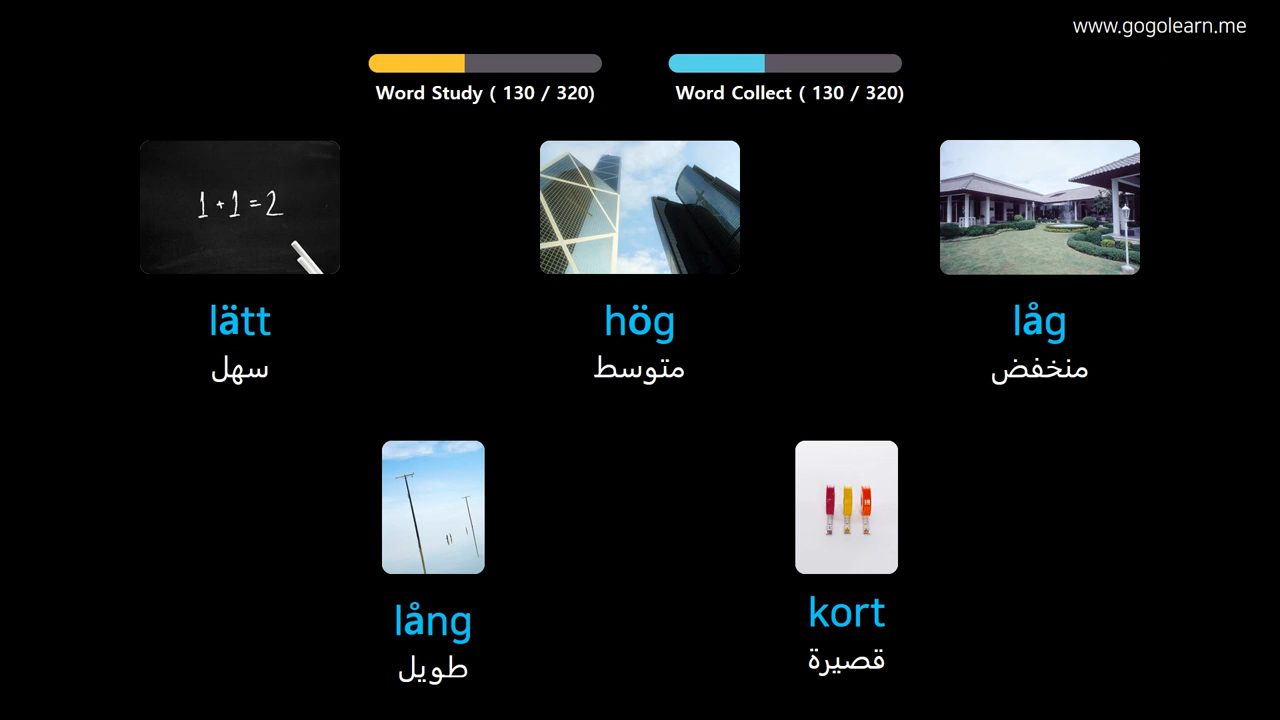 www.gogolearn.me
Word Study ( 130 / 320)
Word Collect ( 130 / 320)
1 + 1 = 2
lätt
سهل
hög
متوسط
låg
منخفض
lång
طويل
kort
قصيرة